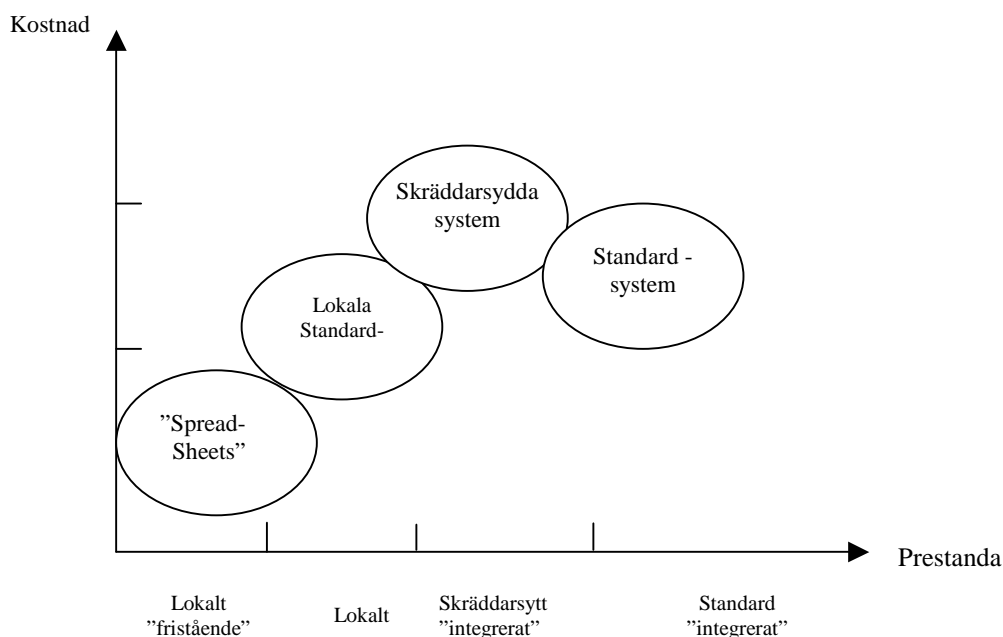 Kostnad
Skräddarsydda
system
Standard -
system
Lokala
Standard-
”Spread-
Sheets”
Prestanda
Lokalt
”fristående”
Lokalt
Skräddarsytt
”integrerat”
Standard
”integrerat”